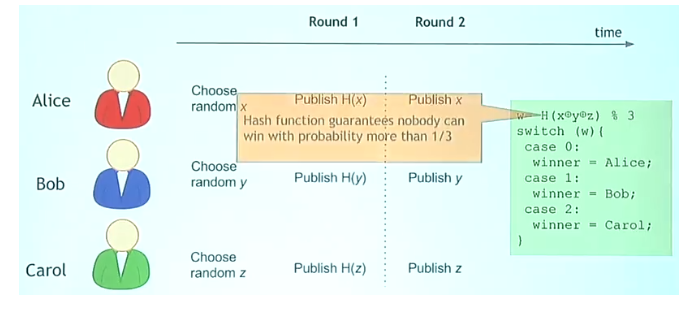 Round 1
Round 2
time
Alice
Choose
random x
Publish H(x)
Publish x
Hash function guarantees nobody can
win with probability more than 1/3
Bob
Choose
random y
Publish H(y)
Publish y
Carol
Choose
random z
Publish H(z)
Publish z
w H(x⊕y⊕z) % 3
switch (w){
case 0:
winner = Alice;
case 1:
winner = Bob;
case 2:
winner = Carol;
}